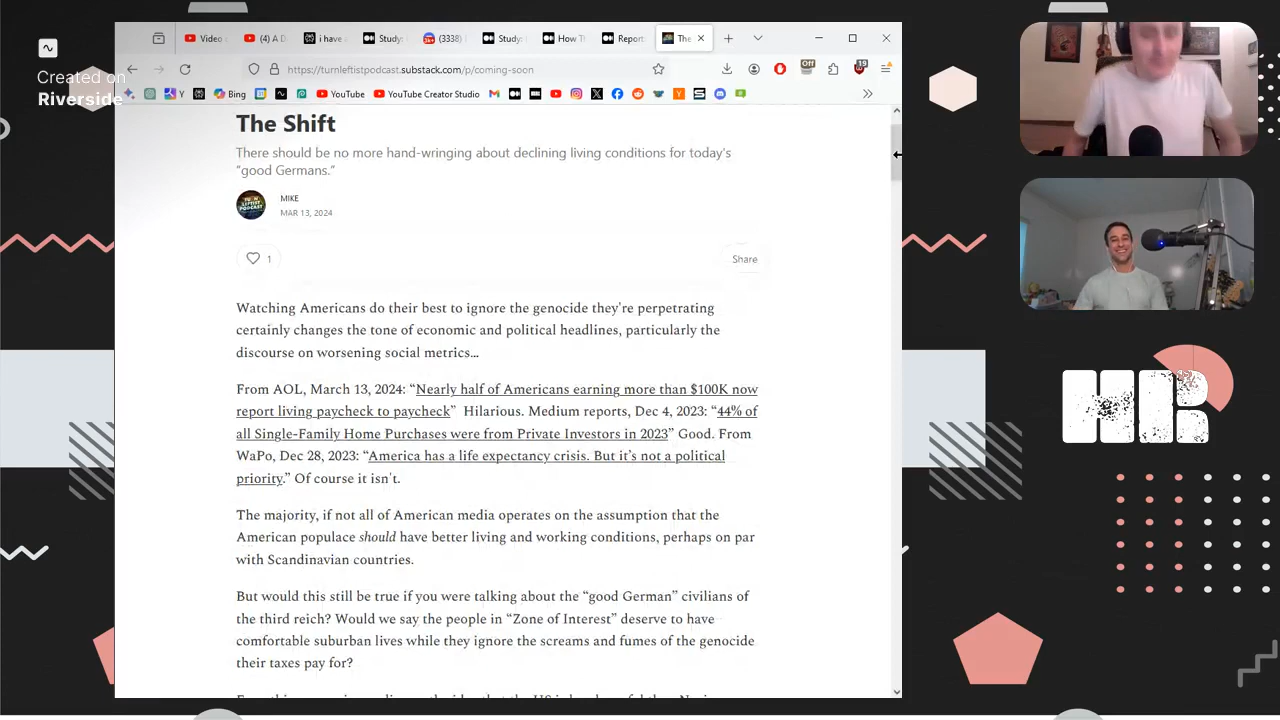 Created on
Riverside
Video
(4) A D
i have
Study:
(3338)
Study:
How T
Report
The
https://turnleftistpodcast.substack.com/p/coming-soon
Off
19
Y
Bing
YouTube
YouTube Creator Studio
The Shift
There should be no more hand-wringing about declining living conditions for today's
“good Germans.”
MIKE
MAR 13, 2024
1
Share
Watching Americans do their best to ignore the genocide they're perpetrating
certainly changes the tone of economic and political headlines, particularly the
discourse on worsening social metrics…
From AOL, March 13, 2024: “Nearly half of Americans earning more than $100K now
report living paycheck to paycheck” Hilarious. Medium reports, Dec 4, 2023: “44% of
all Single-Family Home Purchases were from Private Investors in 2023” Good. From
WaPo, Dec 28, 2023: “America has a life expectancy crisis. But it’s not a political
priority.” Of course it isn't.
The majority, if not all of American media operates on the assumption that the
American populace should have better living and working conditions, perhaps on par
with Scandinavian countries.
But would this still be true if you were talking about the “good German” civilians of
the third reich? Would we say the people in “Zone of Interest” deserve to have
comfortable suburban lives while they ignore the screams and fumes of the genocide
their taxes pay for?
HR